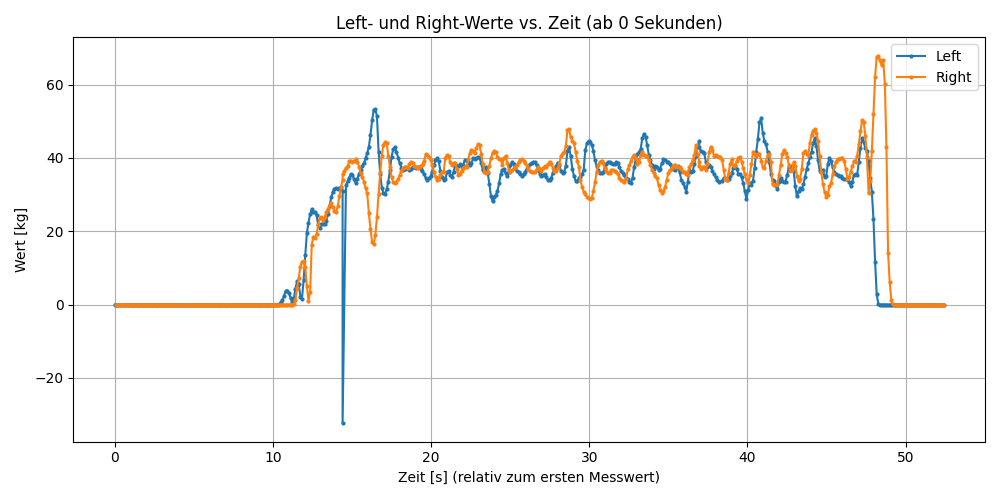 Left- und Right-Werte vs. Zeit (ab 0 Sekunden)
Left
Right
Wert [kg]
60
40
20
0
−20
0 10 20 30 40 50
Zeit [s] (relativ zum ersten Messwert)